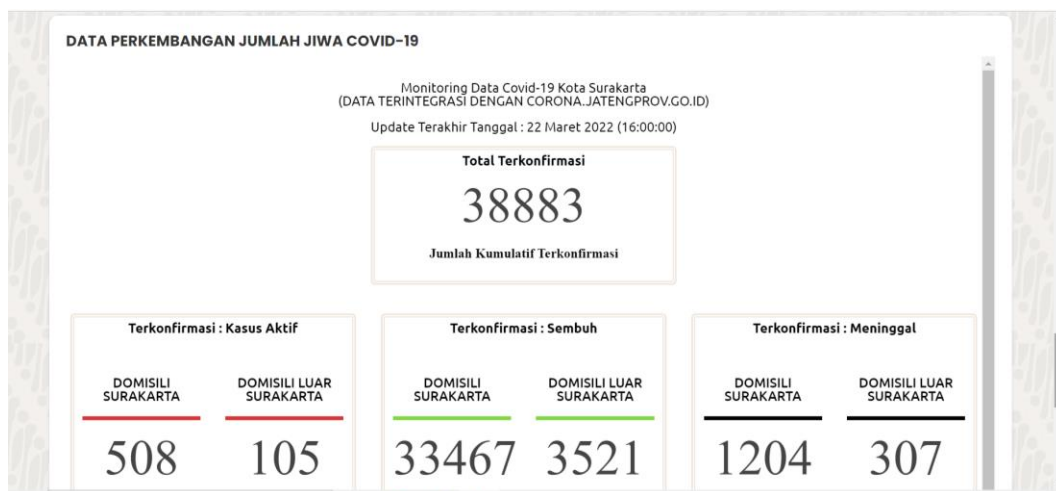 DATA PERKEMBANGAN JUMLAH JIWA COVID-19
Monitoring Data Covid-19 Kota Surakarta
(DATA TERINTEGRASI DENGAN CORONA.JATENGPROV.GO.ID)
Update Terakhir Tanggal : 22 Maret 2022 (16:00:00)
Total Terkonfirmasi
38883
Jumlah Kumulatif Terkonfirmasi
Terkonfirmasi : Kasus Aktif
DOMISILI
SURAKARTA
508
DOMISILI LUAR
SURAKARTA
105
Terkonfirmasi : Sembuh
DOMISILI
SURAKARTA
33467
DOMISILI LUAR
SURAKARTA
3521
Terkonfirmasi : Meninggal
DOMISILI
SURAKARTA
1204
DOMISILI LUAR
SURAKARTA
307